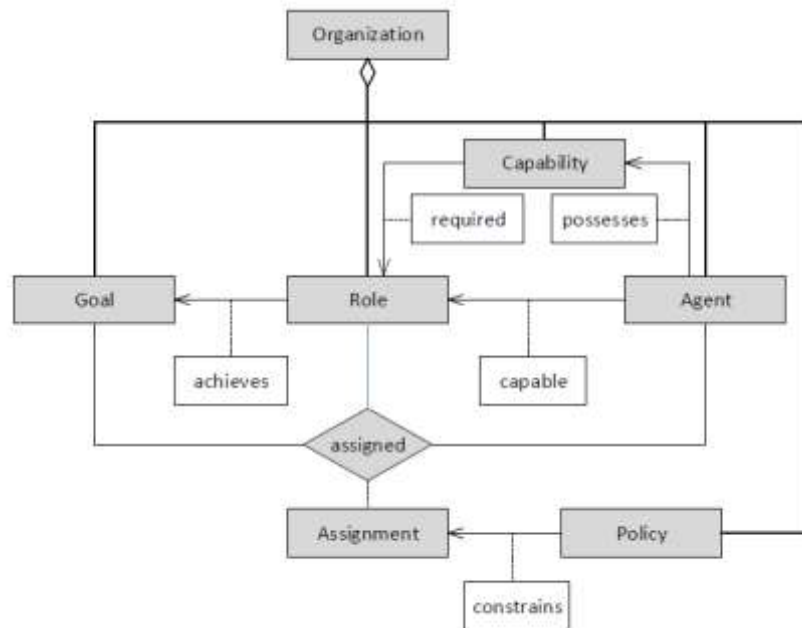 Organization
Capability
required
possesses
Goal
Role
Agent
achieves
capable
assigned
Assignment
Policy
constrains